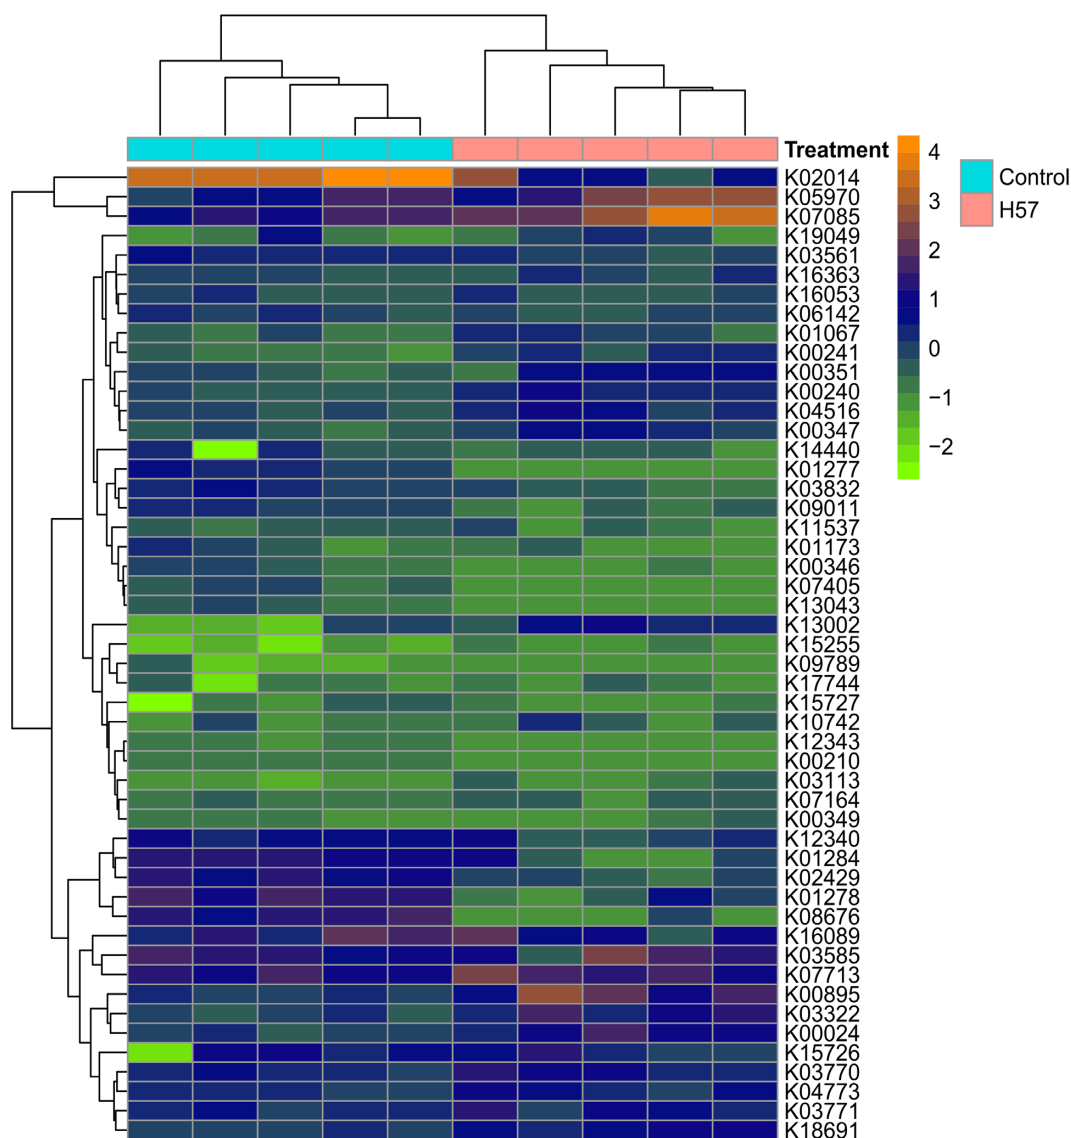 Treatment
K02014
K05970
K07085
K19049
K03561
K16363
K16053
K06142
K01067
K00241
K00351
K00240
K04516
K00347
K14440
K01277
K03832
K09011
K11537
K01173
K00346
K07405
K13043
K13002
K15255
K09789
K17744
K15727
K10742
K12343
K00210
K03113
K07164
K00349
K12340
K01284
K02429
K01278
K08676
K16089
K03585
K07713
K00895
K03322
K00024
K15726
K03770
K04773
K03771
K18691
4
3
2
1
0
−1
−2
Control
H57